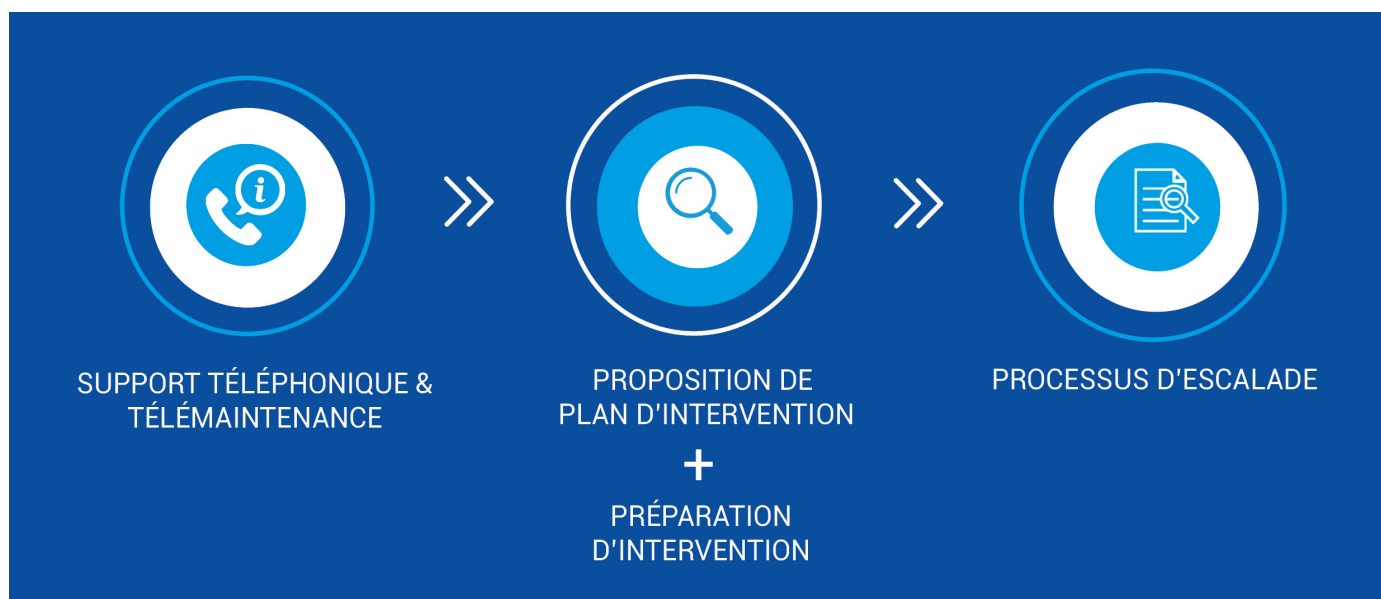 SUPPORT TÉLÉPHONIQUE &
TÉLÉMAINTENANCE
PROPOSITION DE
PLAN D'INTERVENTION
+
PRÉPARATION
D'INTERVENTION
PROCESSUS D'ESCALADE